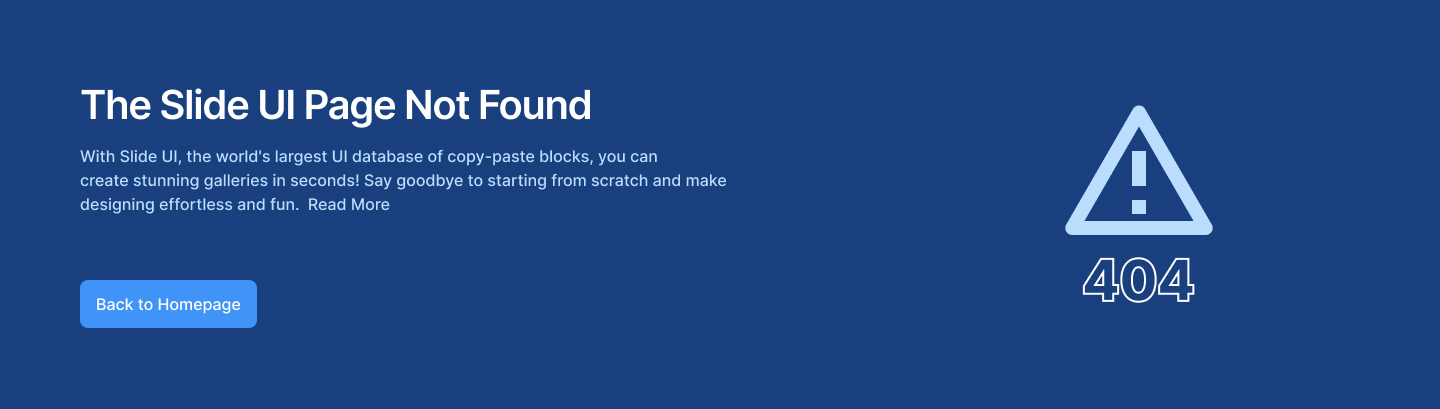 The Slide UI Page Not Found
With Slide UI, the world's largest UI database of copy-paste blocks, you can
create stunning galleries in seconds! Say goodbye to starting from scratch and make
designing effortless and fun.  Read More
Back to Homepage
404